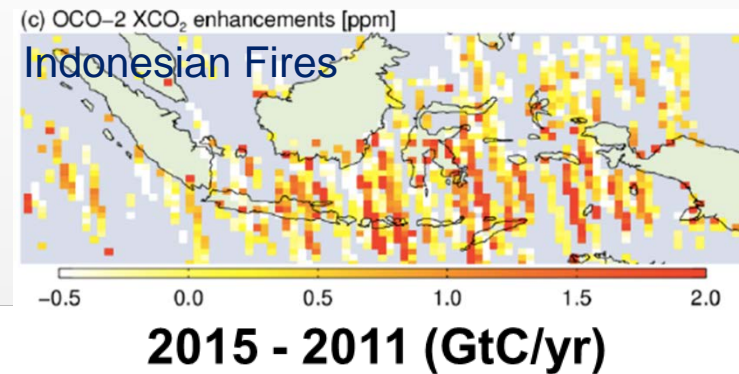 (c) OCO−2 XCO₂ enhancements [ppm]
Indonesian Fires
−0.5 0.0 0.5 1.0 1.5 2.0
2015 - 2011 (GtC/yr)